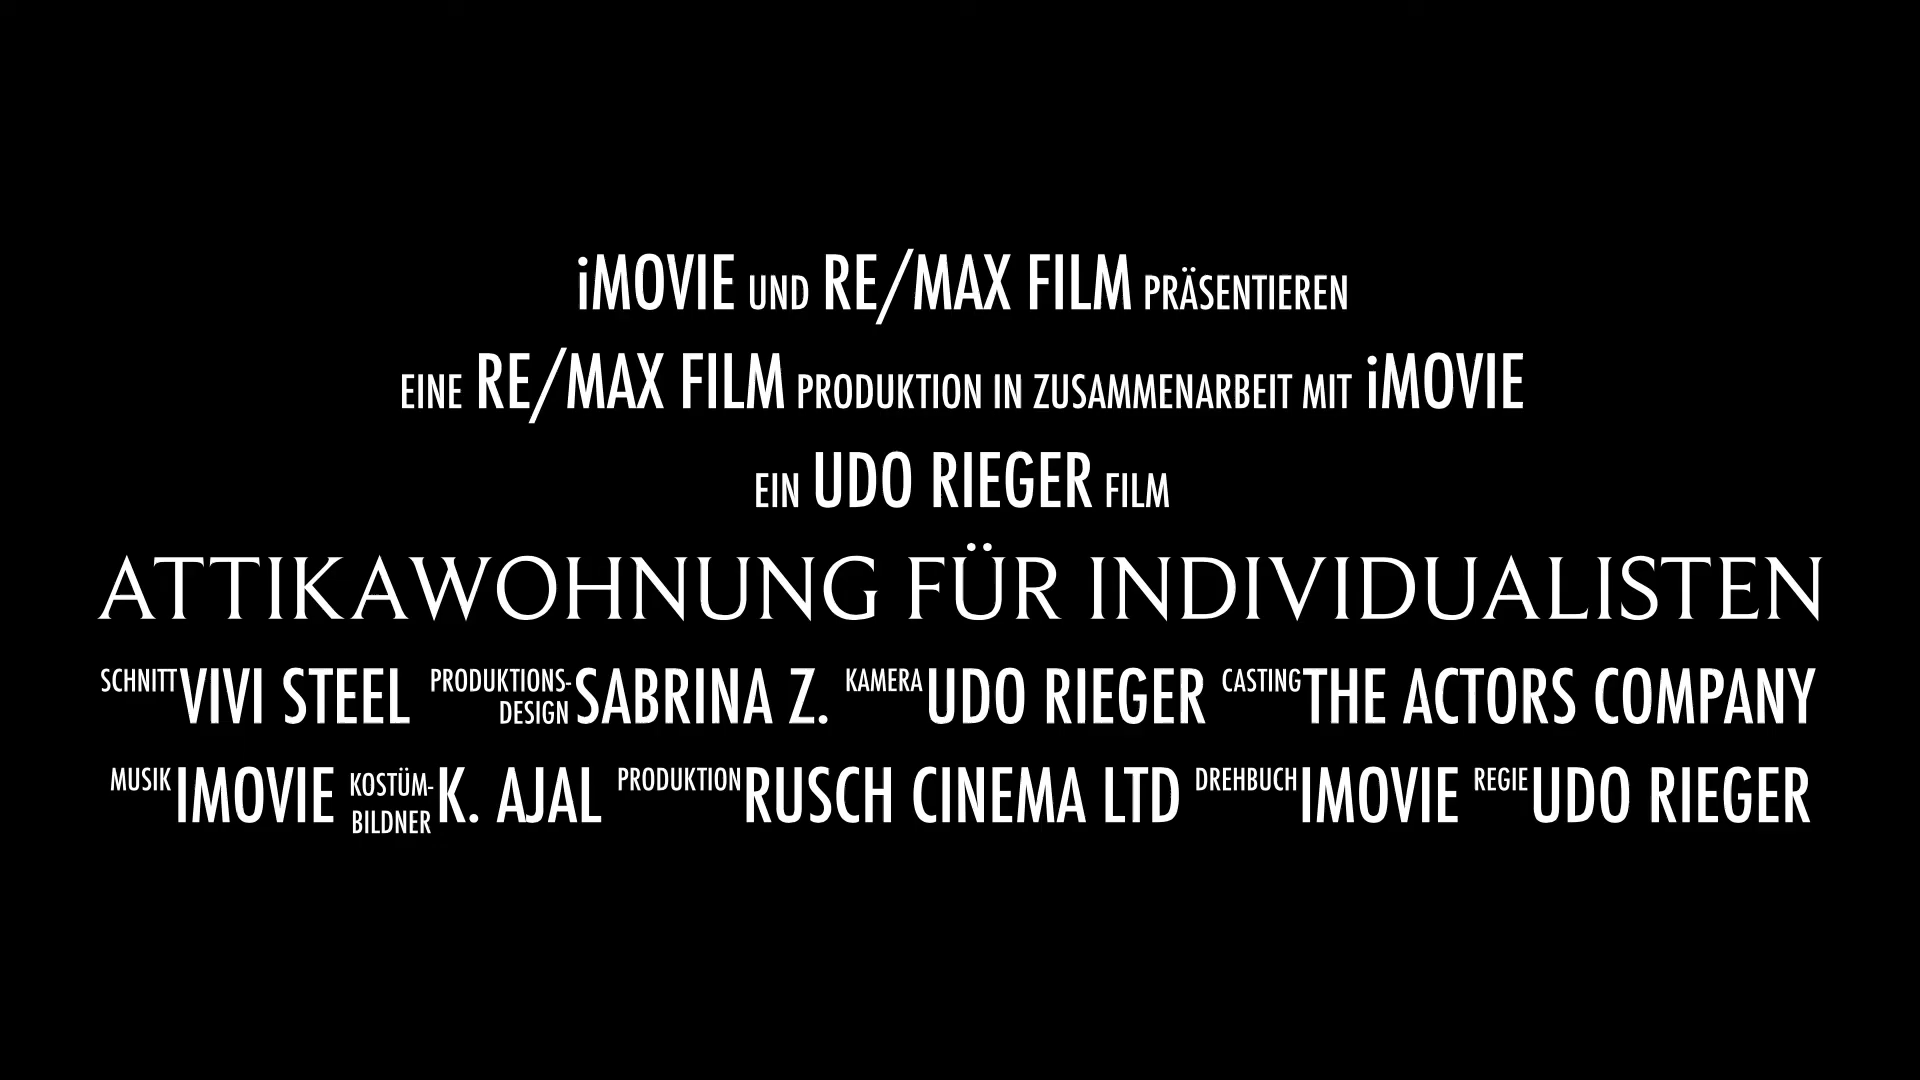 iMOVIE UND RE/MAX FILM PRÄSENTIEREN
EINE RE/MAX FILM PRODUKTION IN ZUSAMMENARBEIT MIT iMOVIE
EIN UDO RIEGER FILM
ATTIKAWOHNUNG FÜR INDIVIDUALISTEN
SCHNITT VIVI STEEL PRODUKTIONS-DESIGN SABRINA Z. KAMERA UDO RIEGER CASTING THE ACTORS COMPANY
MUSIK IMOVIE KOSTÜM-BILDNER K. AJAL PRODUKTION RUSCH CINEMA LTD DREHBUCH IMOVIE REGIE UDO RIEGER